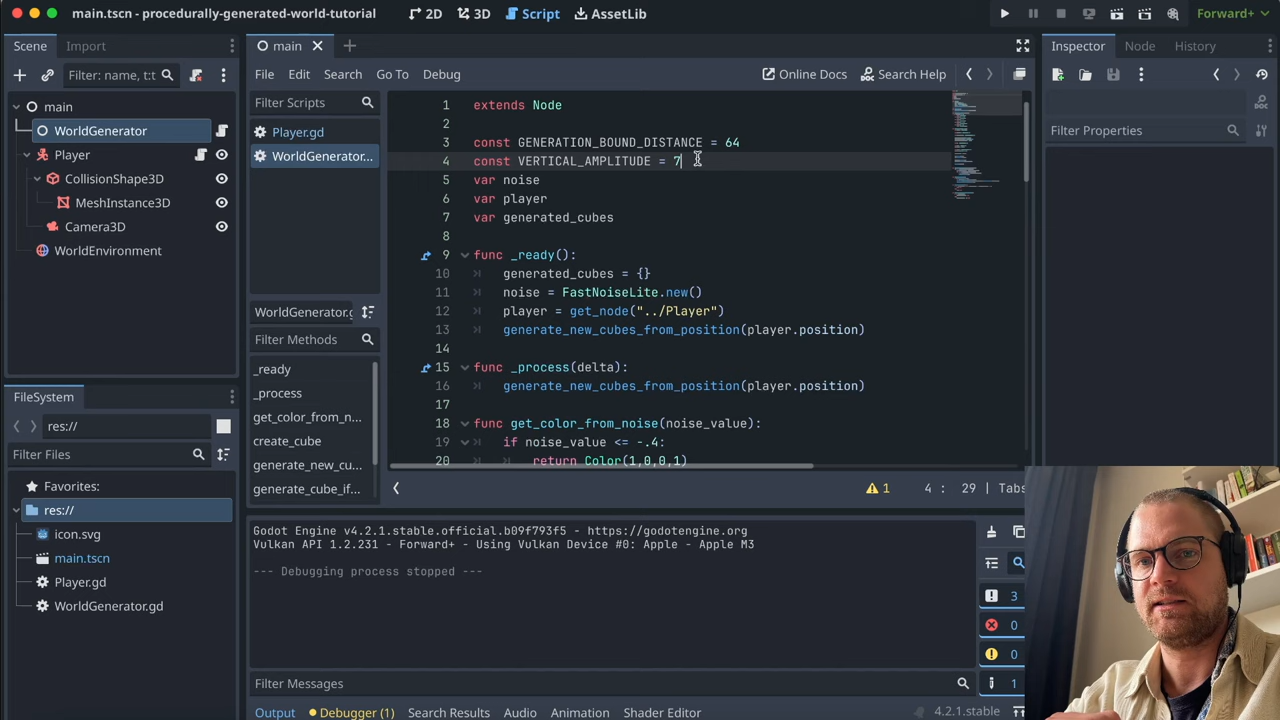 main.tscn - procedurally-generated-world-tutorial
2D
3D
Script
AssetLib
Forward+
Scene
Import
Filter: name, t:t
main
WorldGenerator
Player
CollisionShape3D
MeshInstance3D
Camera3D
WorldEnvironment
FileSystem
res://
Filter Files
Favorites:
res://
icon.svg
main.tscn
Player.gd
WorldGenerator.gd
main
File Edit Search Go To Debug
Online Docs
Search Help
Filter Scripts
Player.gd
WorldGenerator...
WorldGenerator.g
Filter Methods
_ready
_process
get_color_from_n...
create_cube
generate_new_cu...
generate_cube_if...
1 extends Node
2
3 const GENERATION_BOUND_DISTANCE = 64
4 const VERTICAL_AMPLITUDE = 7
5 var noise
6 var player
7 var generated_cubes
8
9 func _ready():
10 generated_cubes = {}
11 noise = FastNoiseLite.new()
12 player = get_node("../Player")
13 generate_new_cubes_from_position(player.position)
14
15 func _process(delta):
16 generate_new_cubes_from_position(player.position)
17
18 func get_color_from_noise(noise_value):
19 if noise_value <= -.4:
20 return Color(1,0,0,1)
1
4 : 29 | Tabs
Godot Engine v4.2.1.stable.official.b09f793f5 - https://godotengine.org
Vulkan API 1.2.231 - Forward+ - Using Vulkan Device #0: Apple - Apple M3
--- Debugging process stopped ---
3
0
0
1
Filter Messages
Output
Debugger (1)
Search Results
Audio
Animation
Shader Editor
4.2.1.stable
Inspector
Node
History
Filter Properties